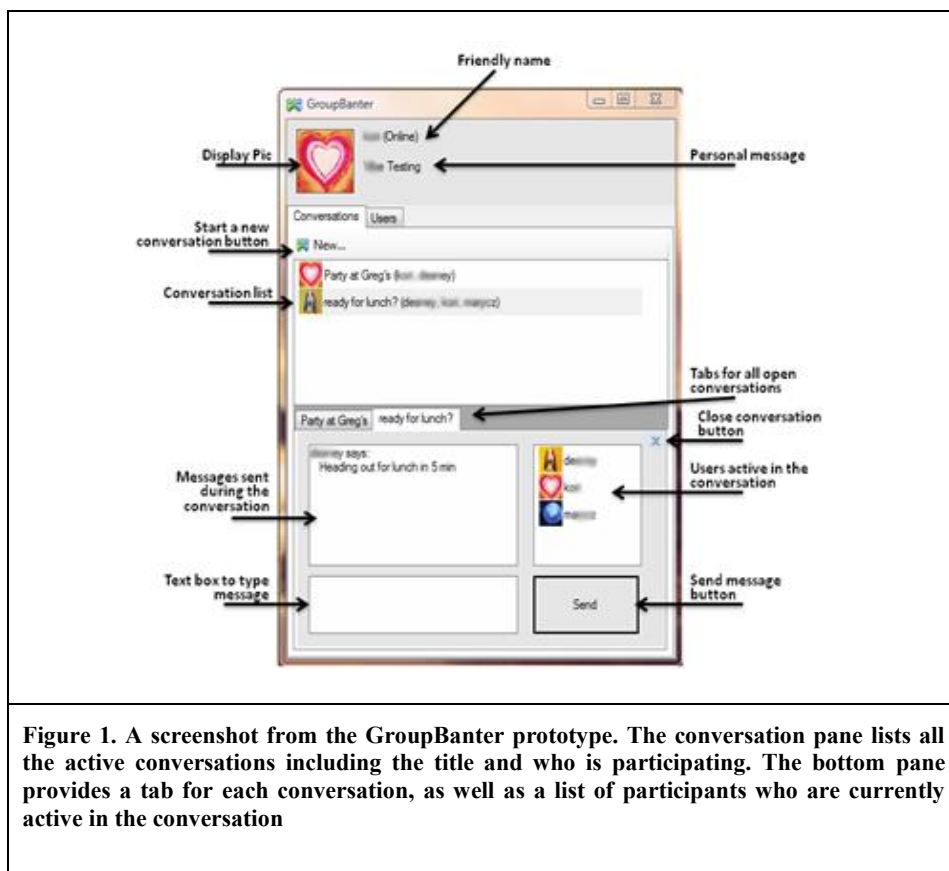 Friendly name
GroupBanter
(Online)
Display Pic
Testing
Personal message
Conversations Users
Start a new
conversation button
New...
Party at Greg's
Conversation list
ready for lunch?
Tabs for all open
conversations
Party at Greg's ready for lunch?
Close conversation
button
says:
Heading out for lunch in 5 min
Users active in the
conversation
Messages sent
during the
conversation
Text box to type
message
Send
Send message
button
Figure 1. A screenshot from the GroupBanter prototype. The conversation pane lists all
the active conversations including the title and who is participating. The bottom pane
provides a tab for each conversation, as well as a list of participants who are currently
active in the conversation